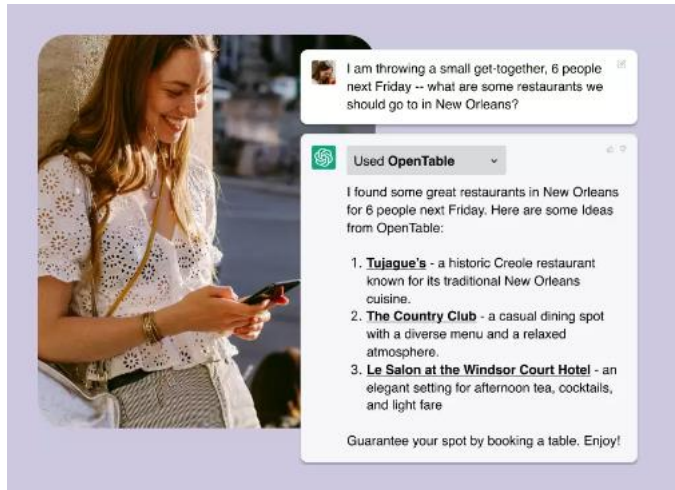 I am throwing a small get-together, 6 people
next Friday -- what are some restaurants we
should go to in New Orleans?
Used OpenTable
I found some great restaurants in New Orleans
for 6 people next Friday. Here are some Ideas
from OpenTable:
1. Tujague's - a historic Creole restaurant
known for its traditional New Orleans
cuisine.
2. The Country Club - a casual dining spot
with a diverse menu and a relaxed
atmosphere.
3. Le Salon at the Windsor Court Hotel - an
elegant setting for afternoon tea, cocktails,
and light fare
Guarantee your spot by booking a table. Enjoy!